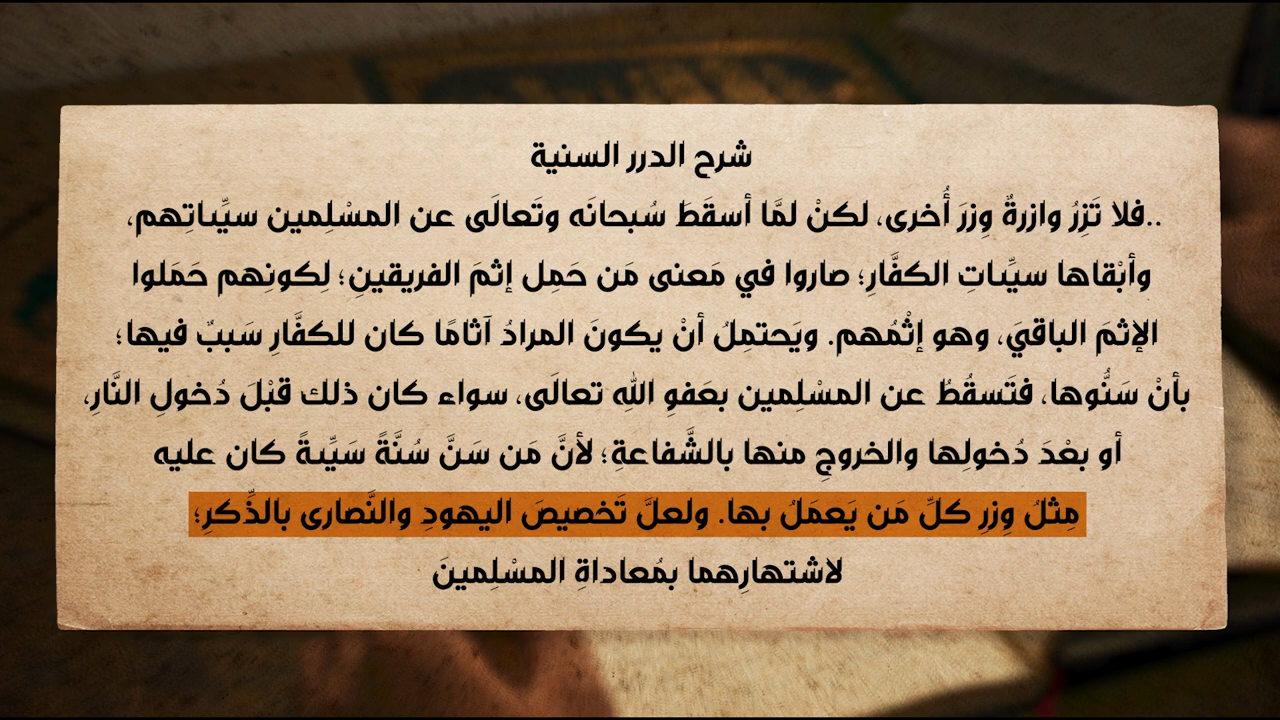 شرح الدرر السنية
..فلا تَزِرُ وازرةٌ وِزرَ أُخرى، لكنْ لمَّا أسقَطَ سُبحانَه وتَعالَى عن المسْلِمين سيِّئاتِهم،
وأبْقاها سيِّئاتِ الكفَّارِ؛ صاروا في مَعنى مَن حَمِل إثمَ الفريقينِ؛ لِكونِهم حَمَلوا
الإثمَ الباقيَ، وهو إثْمُهم. ويَحتمِلُ أنْ يكونَ المرادُ آثامًا كان للكفَّارِ سَببٌ فيها؛
بأنْ سَنُّوها، فتَسقُطُ عن المسْلِمين بعَفوِ اللهِ تعالَى، سواء كان ذلك قبْلَ دُخولِ النَّارِ،
أو بعْدَ دُخولِها والخروجِ منها بالشَّفاعةِ؛ لأنَّ مَن سَنَّ سُنَّةً سَيِّئةً كان عليه
مِثلُ وِزرِ كلِّ مَن يَعمَلُ بها. ولعلَّ تَخصيصَ اليهودِ والنَّصارى بالذِّكرِ؛
لاشتهارِهما بمُعاداةِ المسْلِمينَ